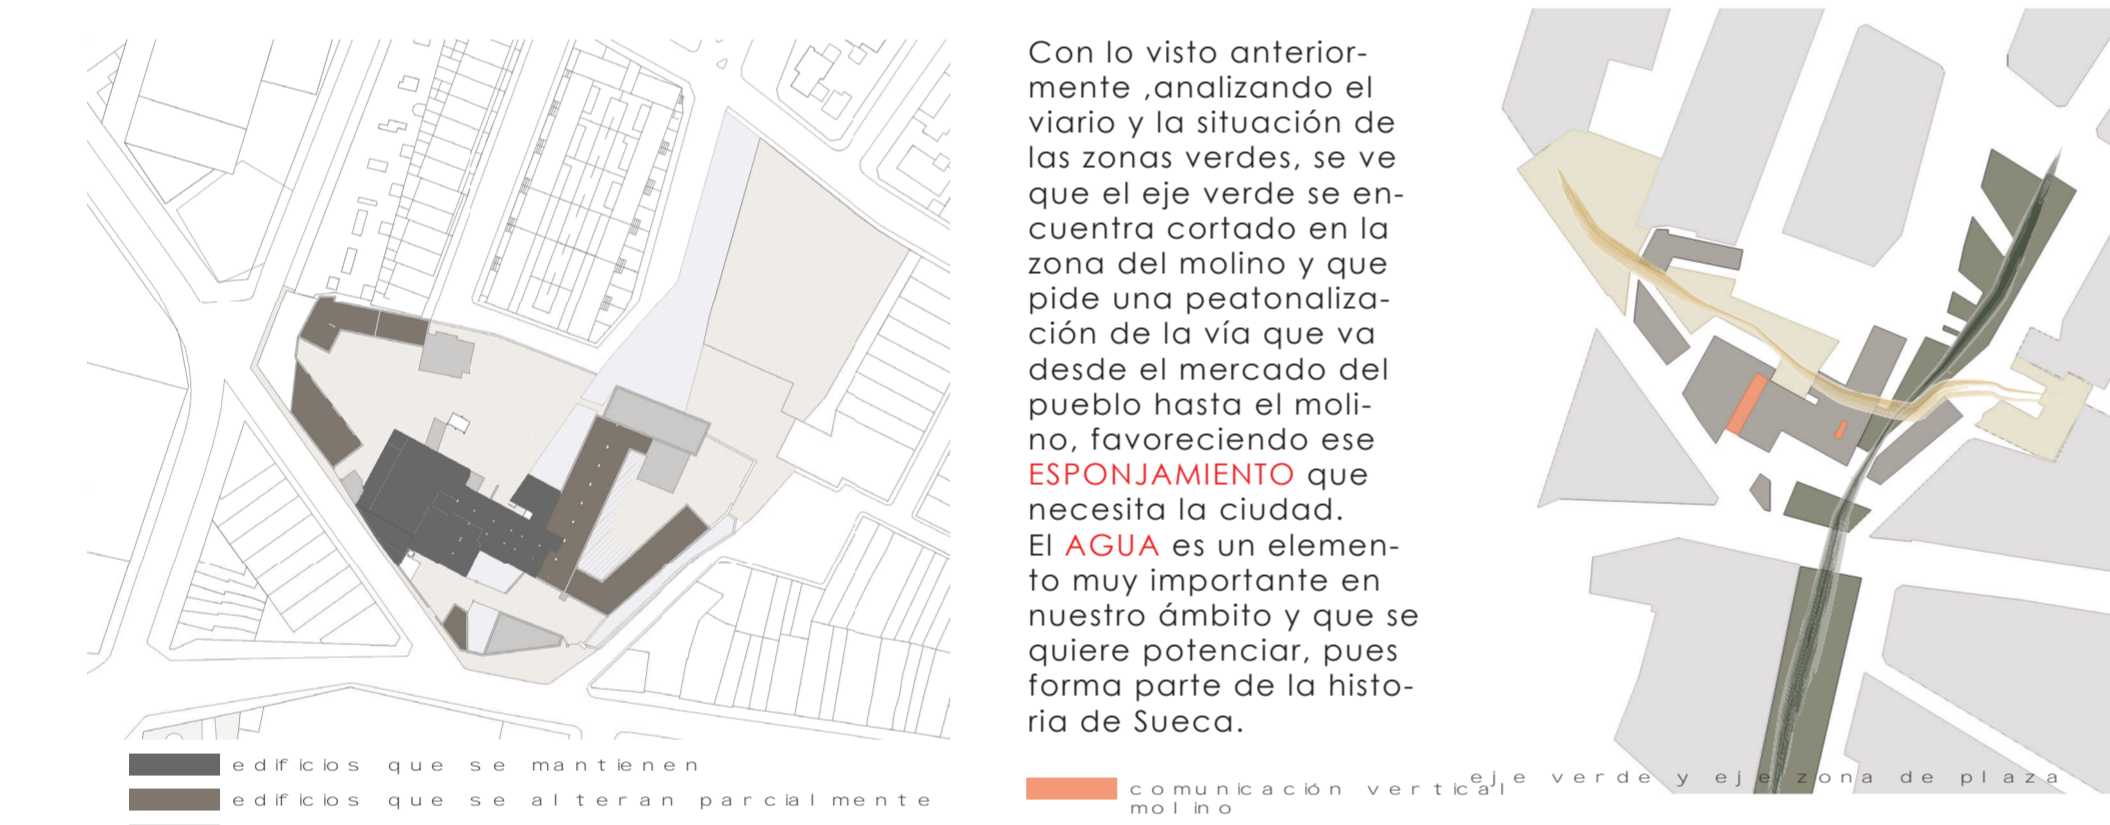 Con lo visto anterior-
mente ,analizando el
viario y la situación de
las zonas verdes, se ve
que el eje verde se en-
cuentra cortado en la
zona del molino y que
pide una peatonaliza-
ción de la vía que va
desde el mercado del
pueblo hasta el moli-
no, favoreciendo ese
ESPONJAMIENTO que
necesita la ciudad.
El AGUA es un elemen-
to muy importante en
nuestro ámbito y que se
quiere potenciar, pues
forma parte de la histo-
ria de Sueca.
edificios que se mantienen
edificios que se alteran parcialmente
comunicación vertical
molino
eje verde y eje zona de plaza